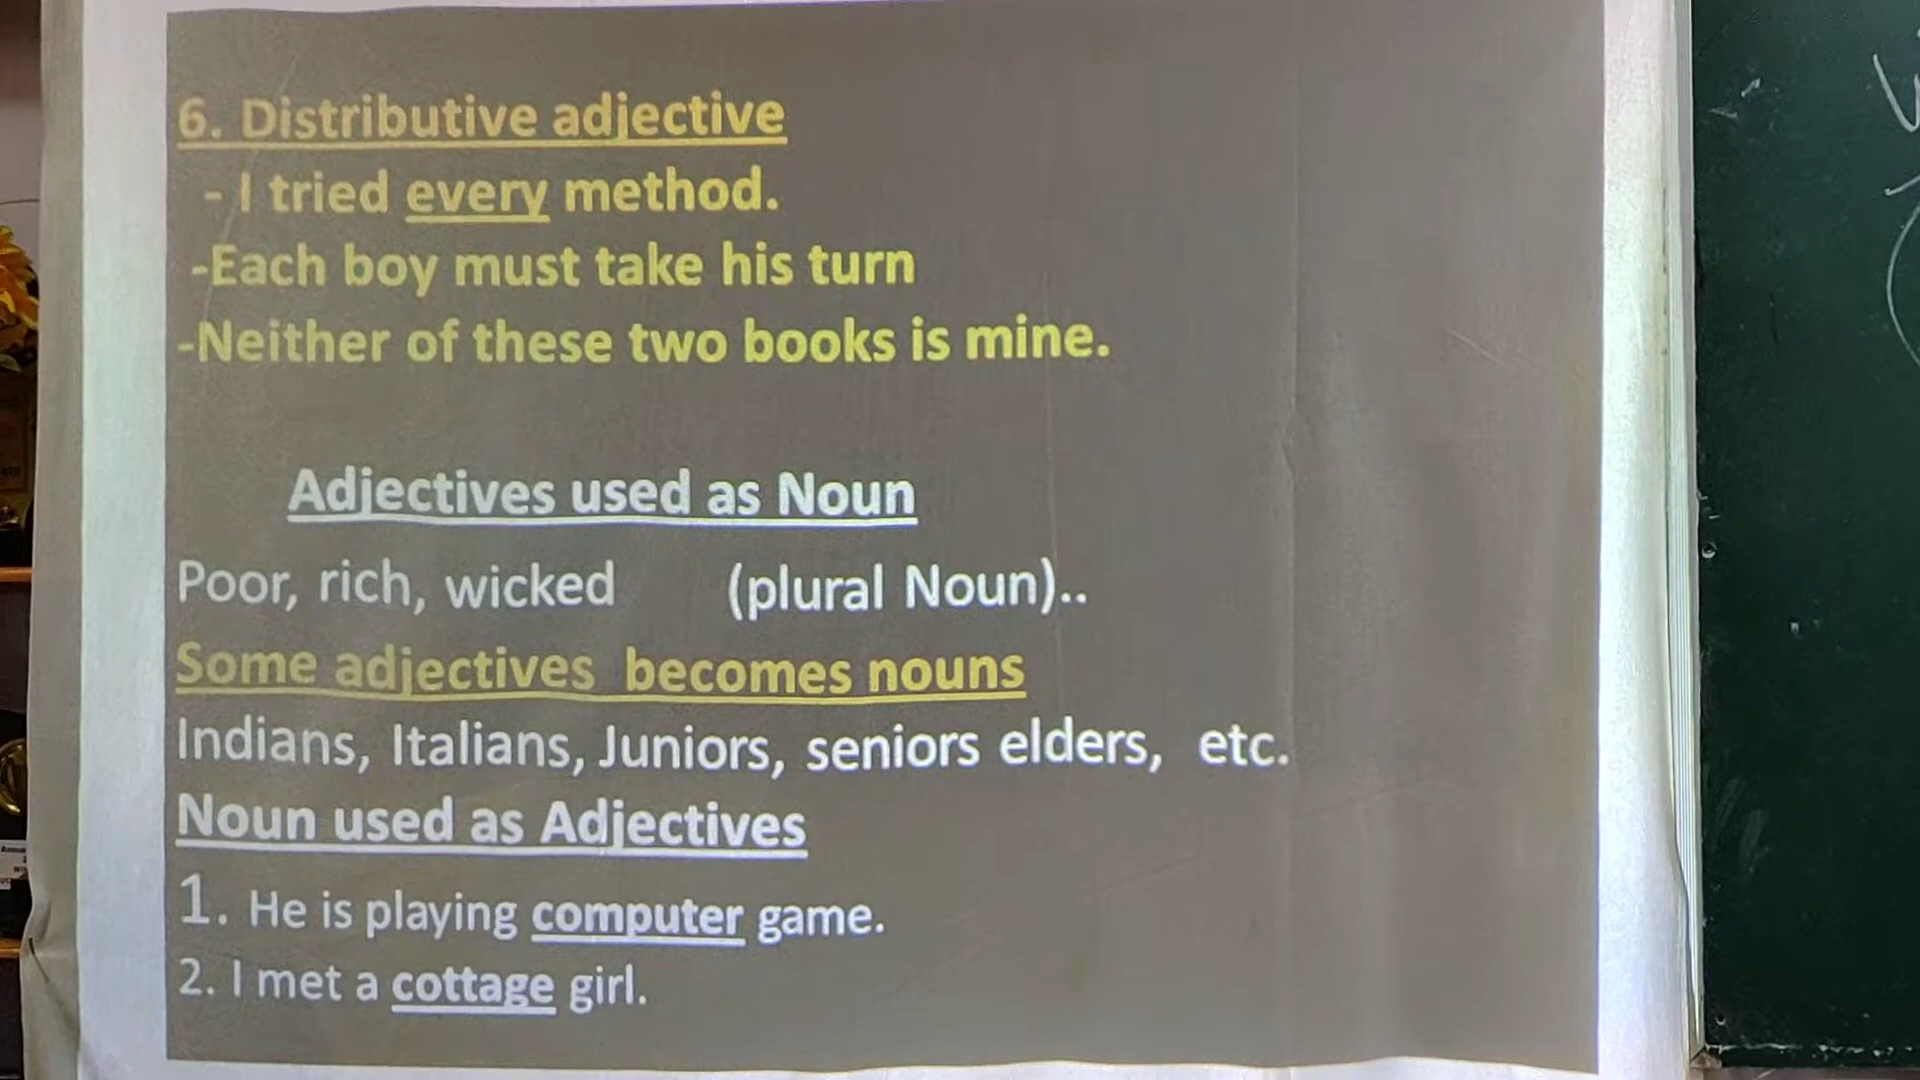 6. Distributive adjective
- I tried every method.
-Each boy must take his turn
-Neither of these two books is mine.
Adjectives used as Noun
Poor, rich, wicked (plural Noun)..
Some adjectives becomes nouns
Indians, Italians, Juniors, seniors elders, etc.
Noun used as Adjectives
1. He is playing computer game.
2. I met a cottage girl.